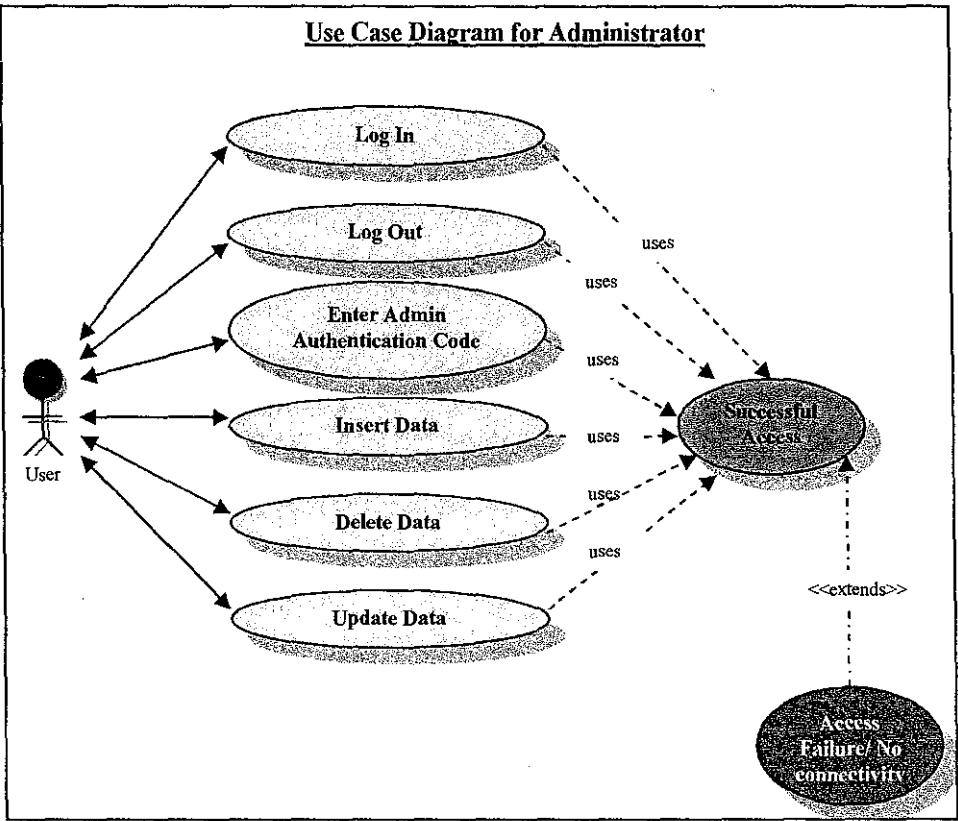 Use Case Diagram for Administrator
Log In
Log Out
Enter Admin
Authentication Code
Insert Data
Delete Data
Update Data
User
uses
uses
uses
uses
uses
uses
Successful
Access
<<extends>>
Access
Failure/ No
connectivity